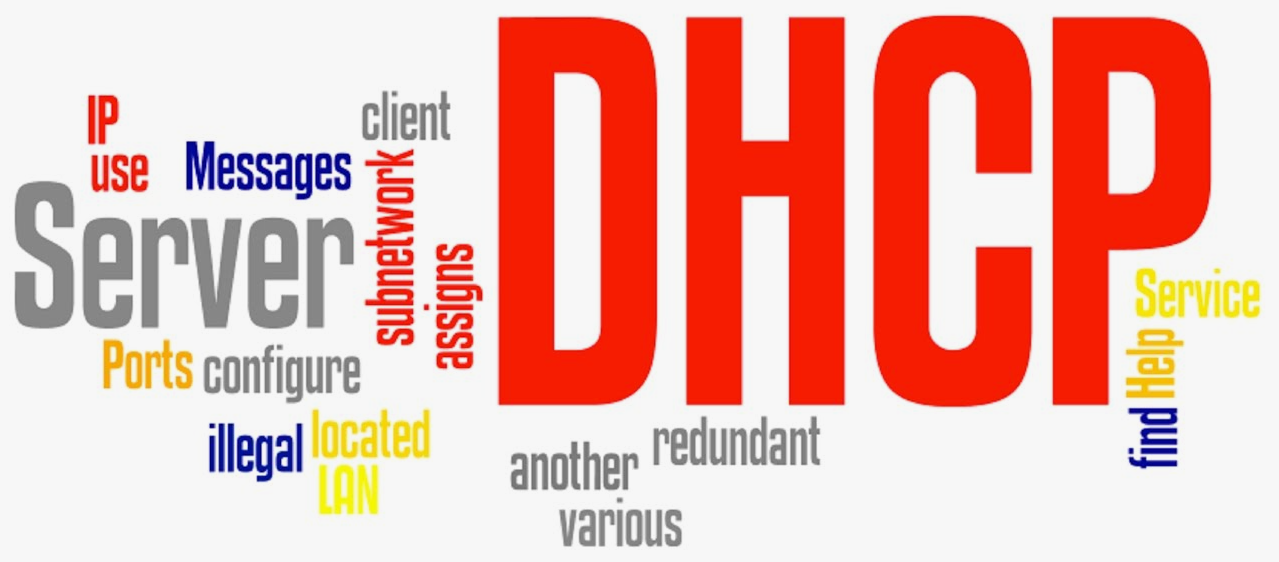 DHCP
IP
use
Messages
client
Server
subnetwork
assigns
Service
Ports
configure
Help
illegal
located
LAN
another
redundant
various
find